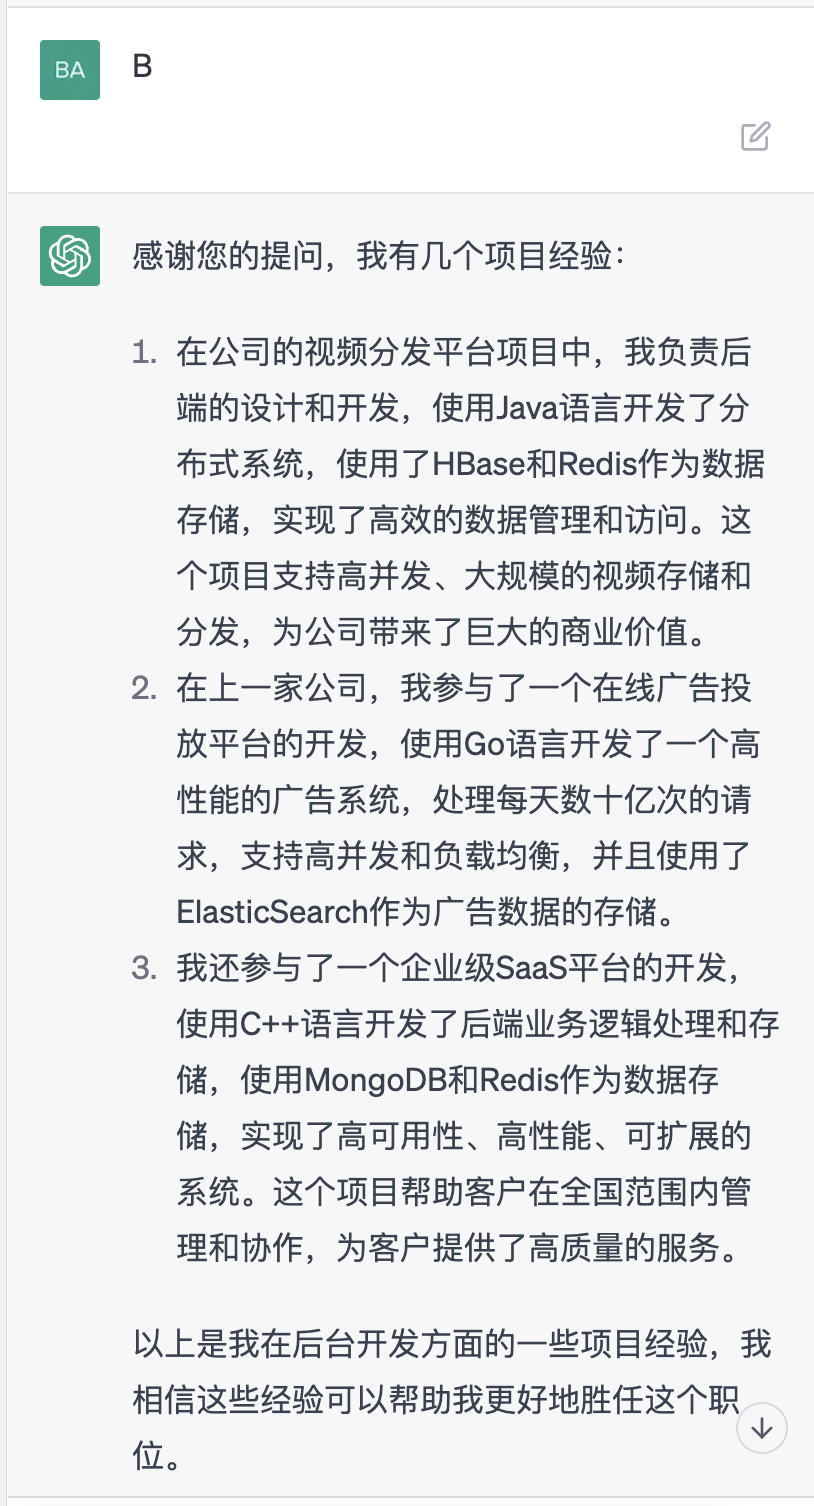 BA
B
感谢您的提问，我有几个项目经验：
1. 在公司的视频分发平台项目中，我负责后
端的设计和开发，使用Java语言开发了分
布式系统，使用了HBase和Redis作为数据
存储，实现了高效的数据管理和访问。这
个项目支持高并发、大规模的视频存储和
分发，为公司带来了巨大的商业价值。
2. 在上一家公司，我参与了一个在线广告投
放平台的开发，使用Go语言开发了一个高
性能的广告系统，处理每天数十亿次的请
求，支持高并发和负载均衡，并且使用了
ElasticSearch作为广告数据的存储。
3. 我还参与了一个企业级SaaS平台的开发，
使用C++语言开发了后端业务逻辑处理和存
储，使用MongoDB和Redis作为数据存
储，实现了高可用性、高性能、可扩展的
系统。这个项目帮助客户在全国范围内管
理和协作，为客户提供了高质量的服务。
以上是我在后台开发方面的一些项目经验，我
相信这些经验可以帮助我更好地胜任这个职
位。